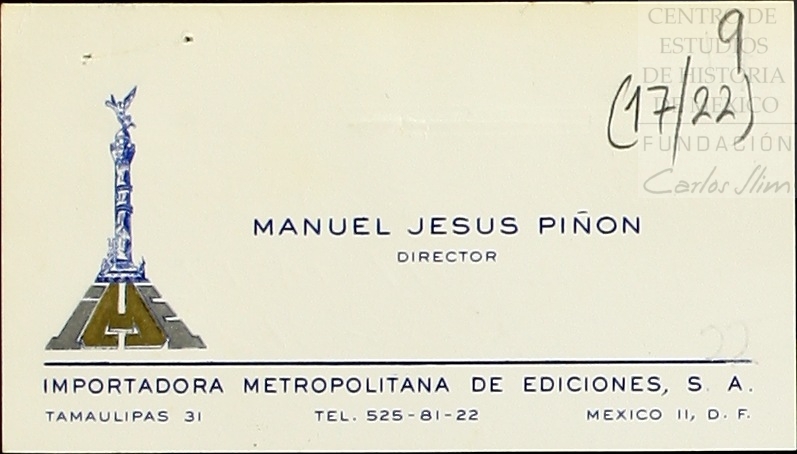 CENTRO DE
ESTUDIOS
DE HISTORIA
DE MEXICO
FUNDACIÓN
Carlos Slim
9
(17/22)
MANUEL JESUS PIÑON
DIRECTOR
22
IMPORTADORA METROPOLITANA DE EDICIONES, S. A.
TAMAULIPAS 31 TEL. 525-81-22 MEXICO 11, D. F.